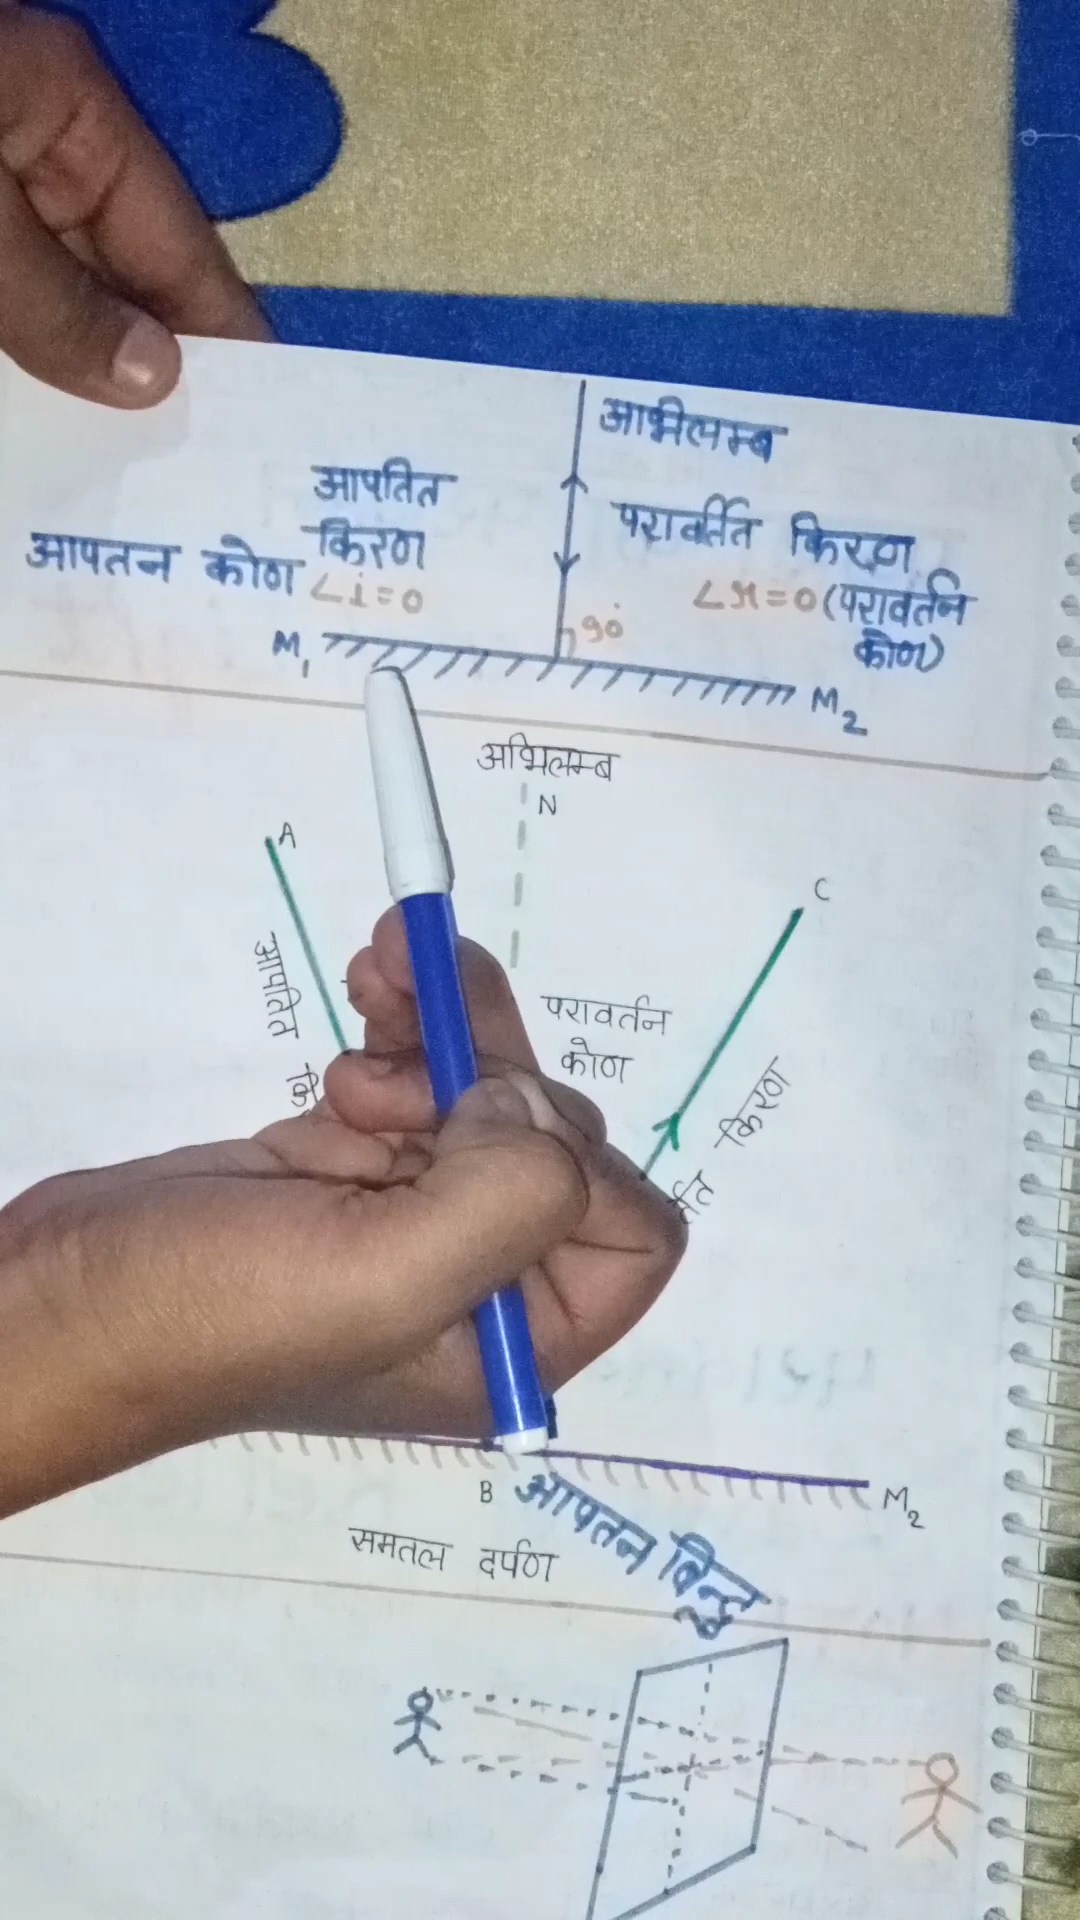 अभिलम्ब
आपतित
किरण
परावर्तित किरण
आपतन कोण ∠i=0
∠r=0 (परावर्तन
कोण)
90°
M1
M2
अभिलम्ब
N
A
C
आपतित
परावर्तन
कोण
किरण
B
आपतन बिन्दु
M2
समतल दर्पण